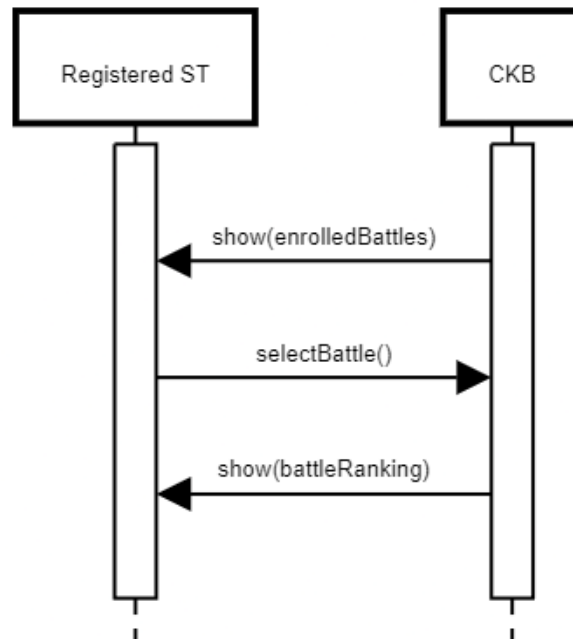 Registered ST
CKB
show(enrolledBattles)
selectBattle()
show(battleRanking)